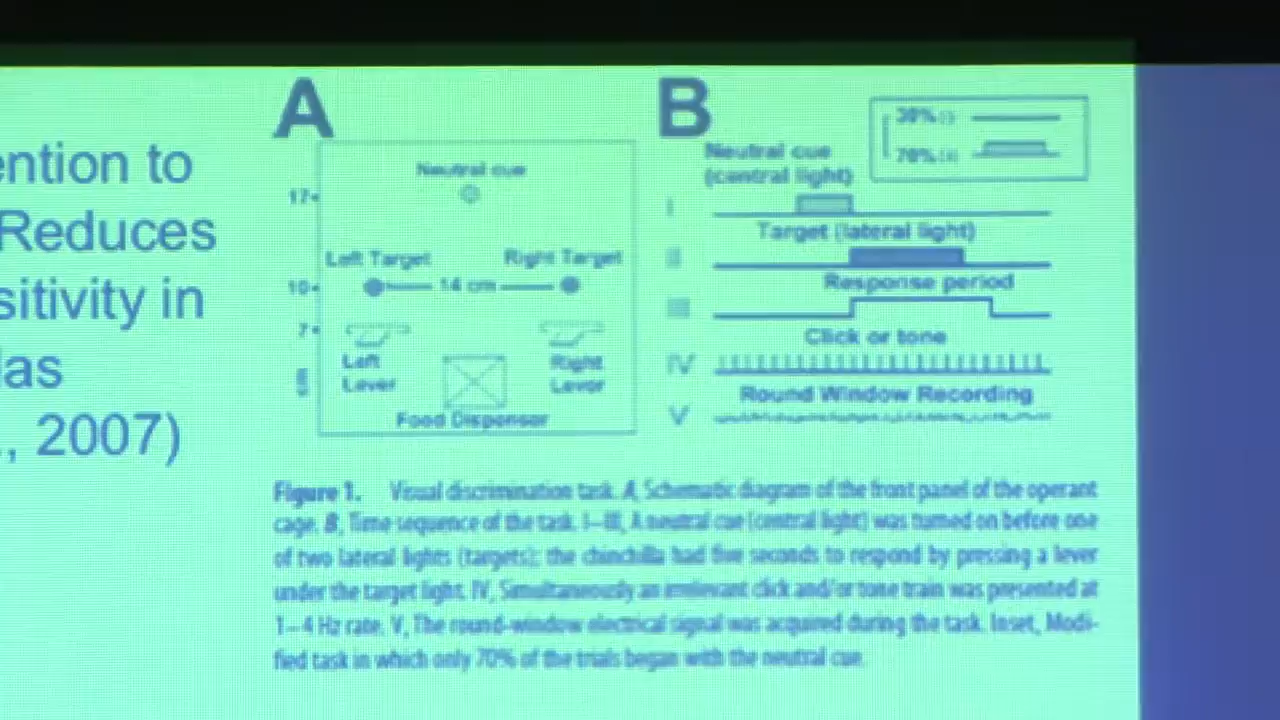 ention to
Reduces
sitivity in
las
, 2007)
A
Neutral cue
17
Left Target
Right Target
10
14 cm
7
Left
Lever
Right
Lever
cm
Food Dispenser
B
30%
70%
Neutral cue
(central light)
I
Target (lateral light)
II
Response period
III
Click or tone
IV
Round Window Recording
V
Figure 1. Visual discrimination task. A, Schematic diagram of the front panel of the operant
cage. B, Time sequence of the task. I–III, A neutral cue (central light) was turned on before one
of two lateral lights (targets); the chinchilla had five seconds to respond by pressing a lever
under the target light. IV, Simultaneously an irrelevant click and/or tone train was presented at
1–4 Hz rate. V, The round-window electrical signal was acquired during the task. Inset, Modi-
fied task in which only 70% of the trials began with the neutral cue.